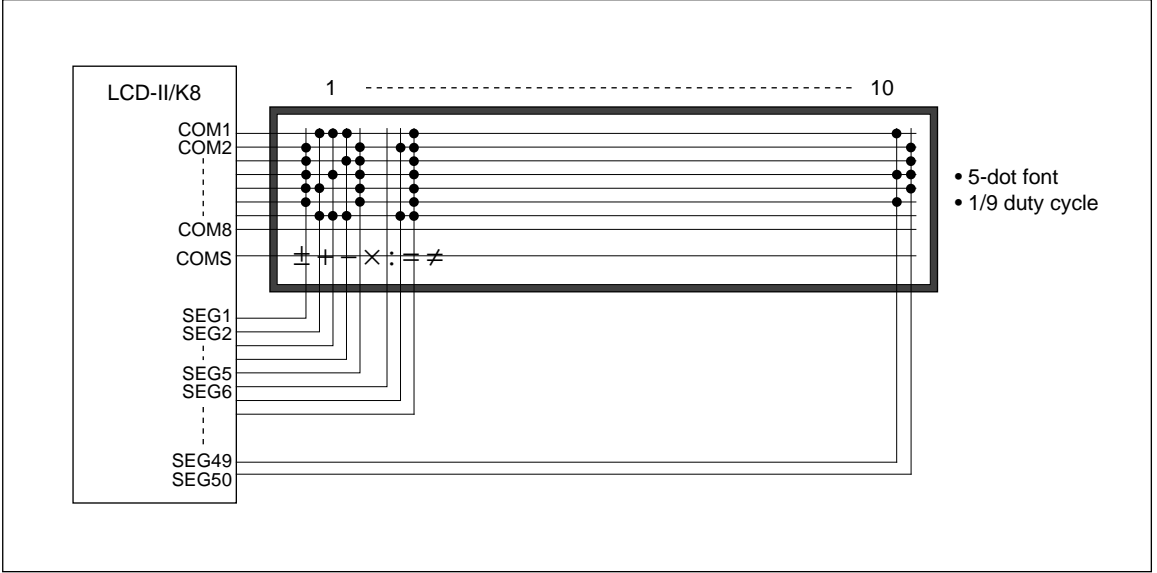 LCD-II/K8
1 10
COM1
COM2
COM8
COMS
± + − × : = ≠
SEG1
SEG2
SEG5
SEG6
SEG49
SEG50
• 5-dot font
• 1/9 duty cycle